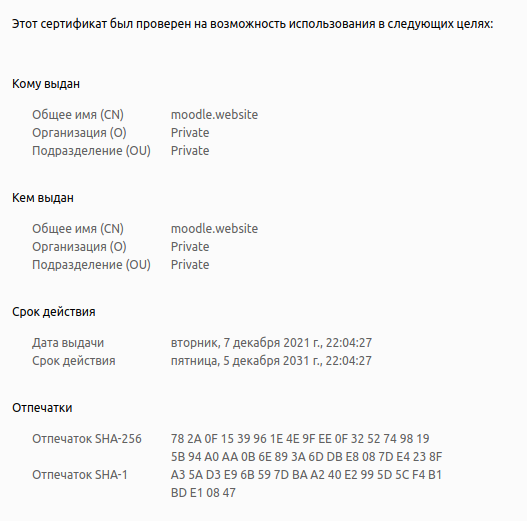 Этот сертификат был проверен на возможность использования в следующих целях:
Кому выдан
Общее имя (CN) moodle.website
Организация (O) Private
Подразделение (OU) Private
Кем выдан
Общее имя (CN) moodle.website
Организация (O) Private
Подразделение (OU) Private
Срок действия
Дата выдачи вторник, 7 декабря 2021 г., 22:04:27
Срок действия пятница, 5 декабря 2031 г., 22:04:27
Отпечатки
Отпечаток SHA-256 78 2A 0F 15 39 96 1E 4E 9F EE 0F 32 52 74 98 19
5B 94 A0 AA 0B 6E 89 3A 6D DB E8 08 7D E4 23 8F
Отпечаток SHA-1 A3 5A D3 E9 6B 59 7D BA A2 40 E2 99 5D 5C F4 B1
BD E1 08 47